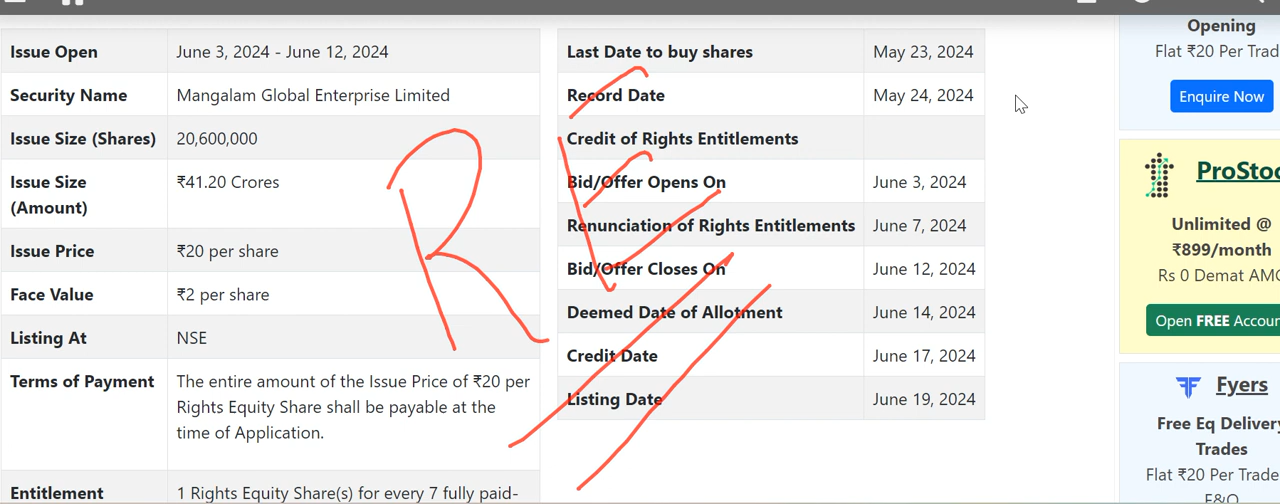 Issue Open June 3, 2024 - June 12, 2024
Security Name Mangalam Global Enterprise Limited
Issue Size (Shares) 20,600,000
Issue Size ₹41.20 Crores
(Amount)
Issue Price ₹20 per share
Face Value ₹2 per share
Listing At NSE
Terms of Payment The entire amount of the Issue Price of ₹20 per
Rights Equity Share shall be payable at the
time of Application.
Entitlement 1 Rights Equity Share(s) for every 7 fully paid-
Last Date to buy shares May 23, 2024
Record Date May 24, 2024
Credit of Rights Entitlements
Bid/Offer Opens On June 3, 2024
Renunciation of Rights Entitlements June 7, 2024
Bid/Offer Closes On June 12, 2024
Deemed Date of Allotment June 14, 2024
Credit Date June 17, 2024
Listing Date June 19, 2024
RE
Opening
Flat ₹20 Per Trad
Enquire Now
ProStoc
Unlimited @
₹899/month
Rs 0 Demat AMC
Open FREE Accour
Fyers
Free Eq Delivery
Trades
Flat ₹20 Per Trade
F&O